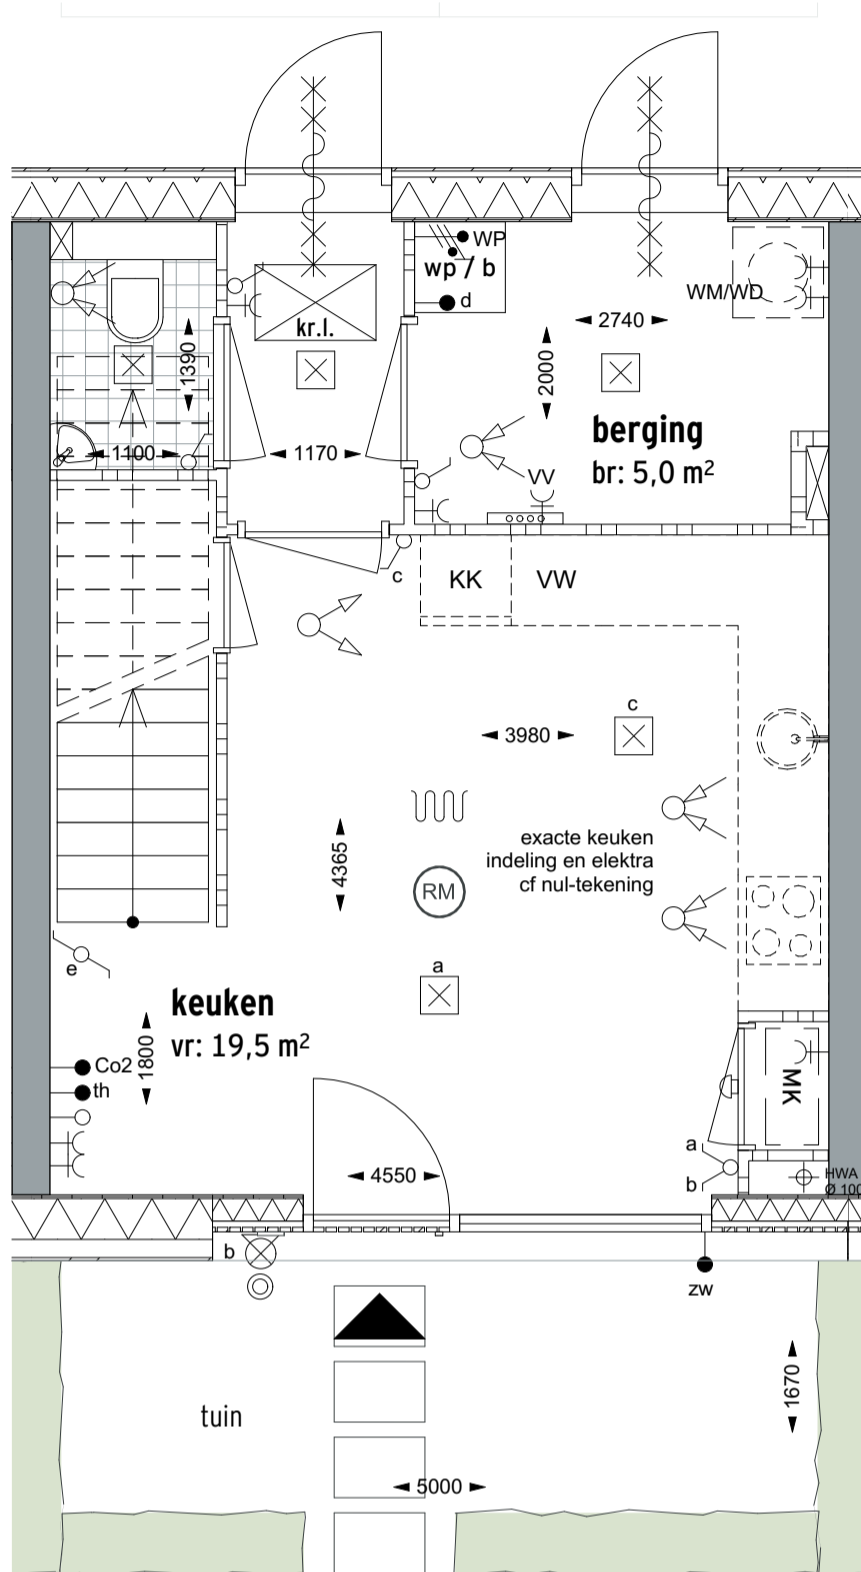 WP
wp / b
d
WM/WD
kr.l.
2740
1390
2000
berging
br: 5,0 m²
1100
1170
VV
c
KK
VW
c
3980
exacte keuken
indeling en elektra
cf nul-tekening
4365
RM
a
e
keuken
vr: 19,5 m²
1800
Co2
th
MK
4550
a
b
HWA
Ø 100
b
zw
1670
tuin
5000